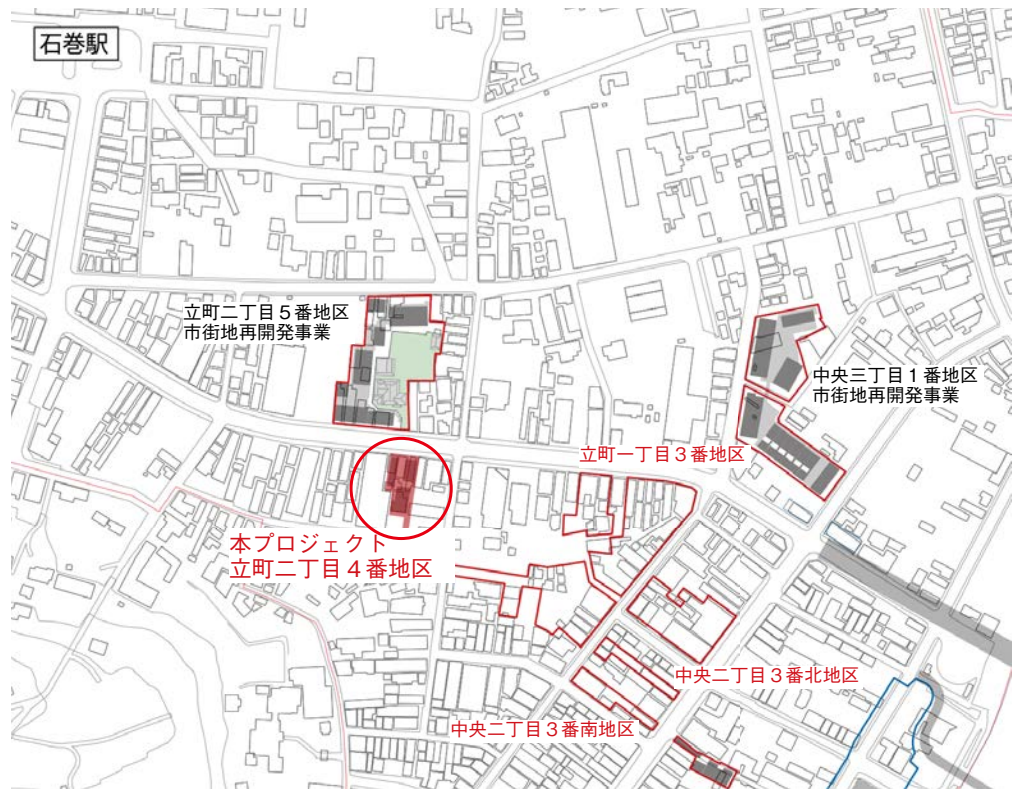 石巻駅
立町二丁目５番地区
市街地再開発事業
中央三丁目１番地区
市街地再開発事業
立町一丁目３番地区
本プロジェクト
立町二丁目４番地区
中央二丁目３番北地区
中央二丁目３番南地区